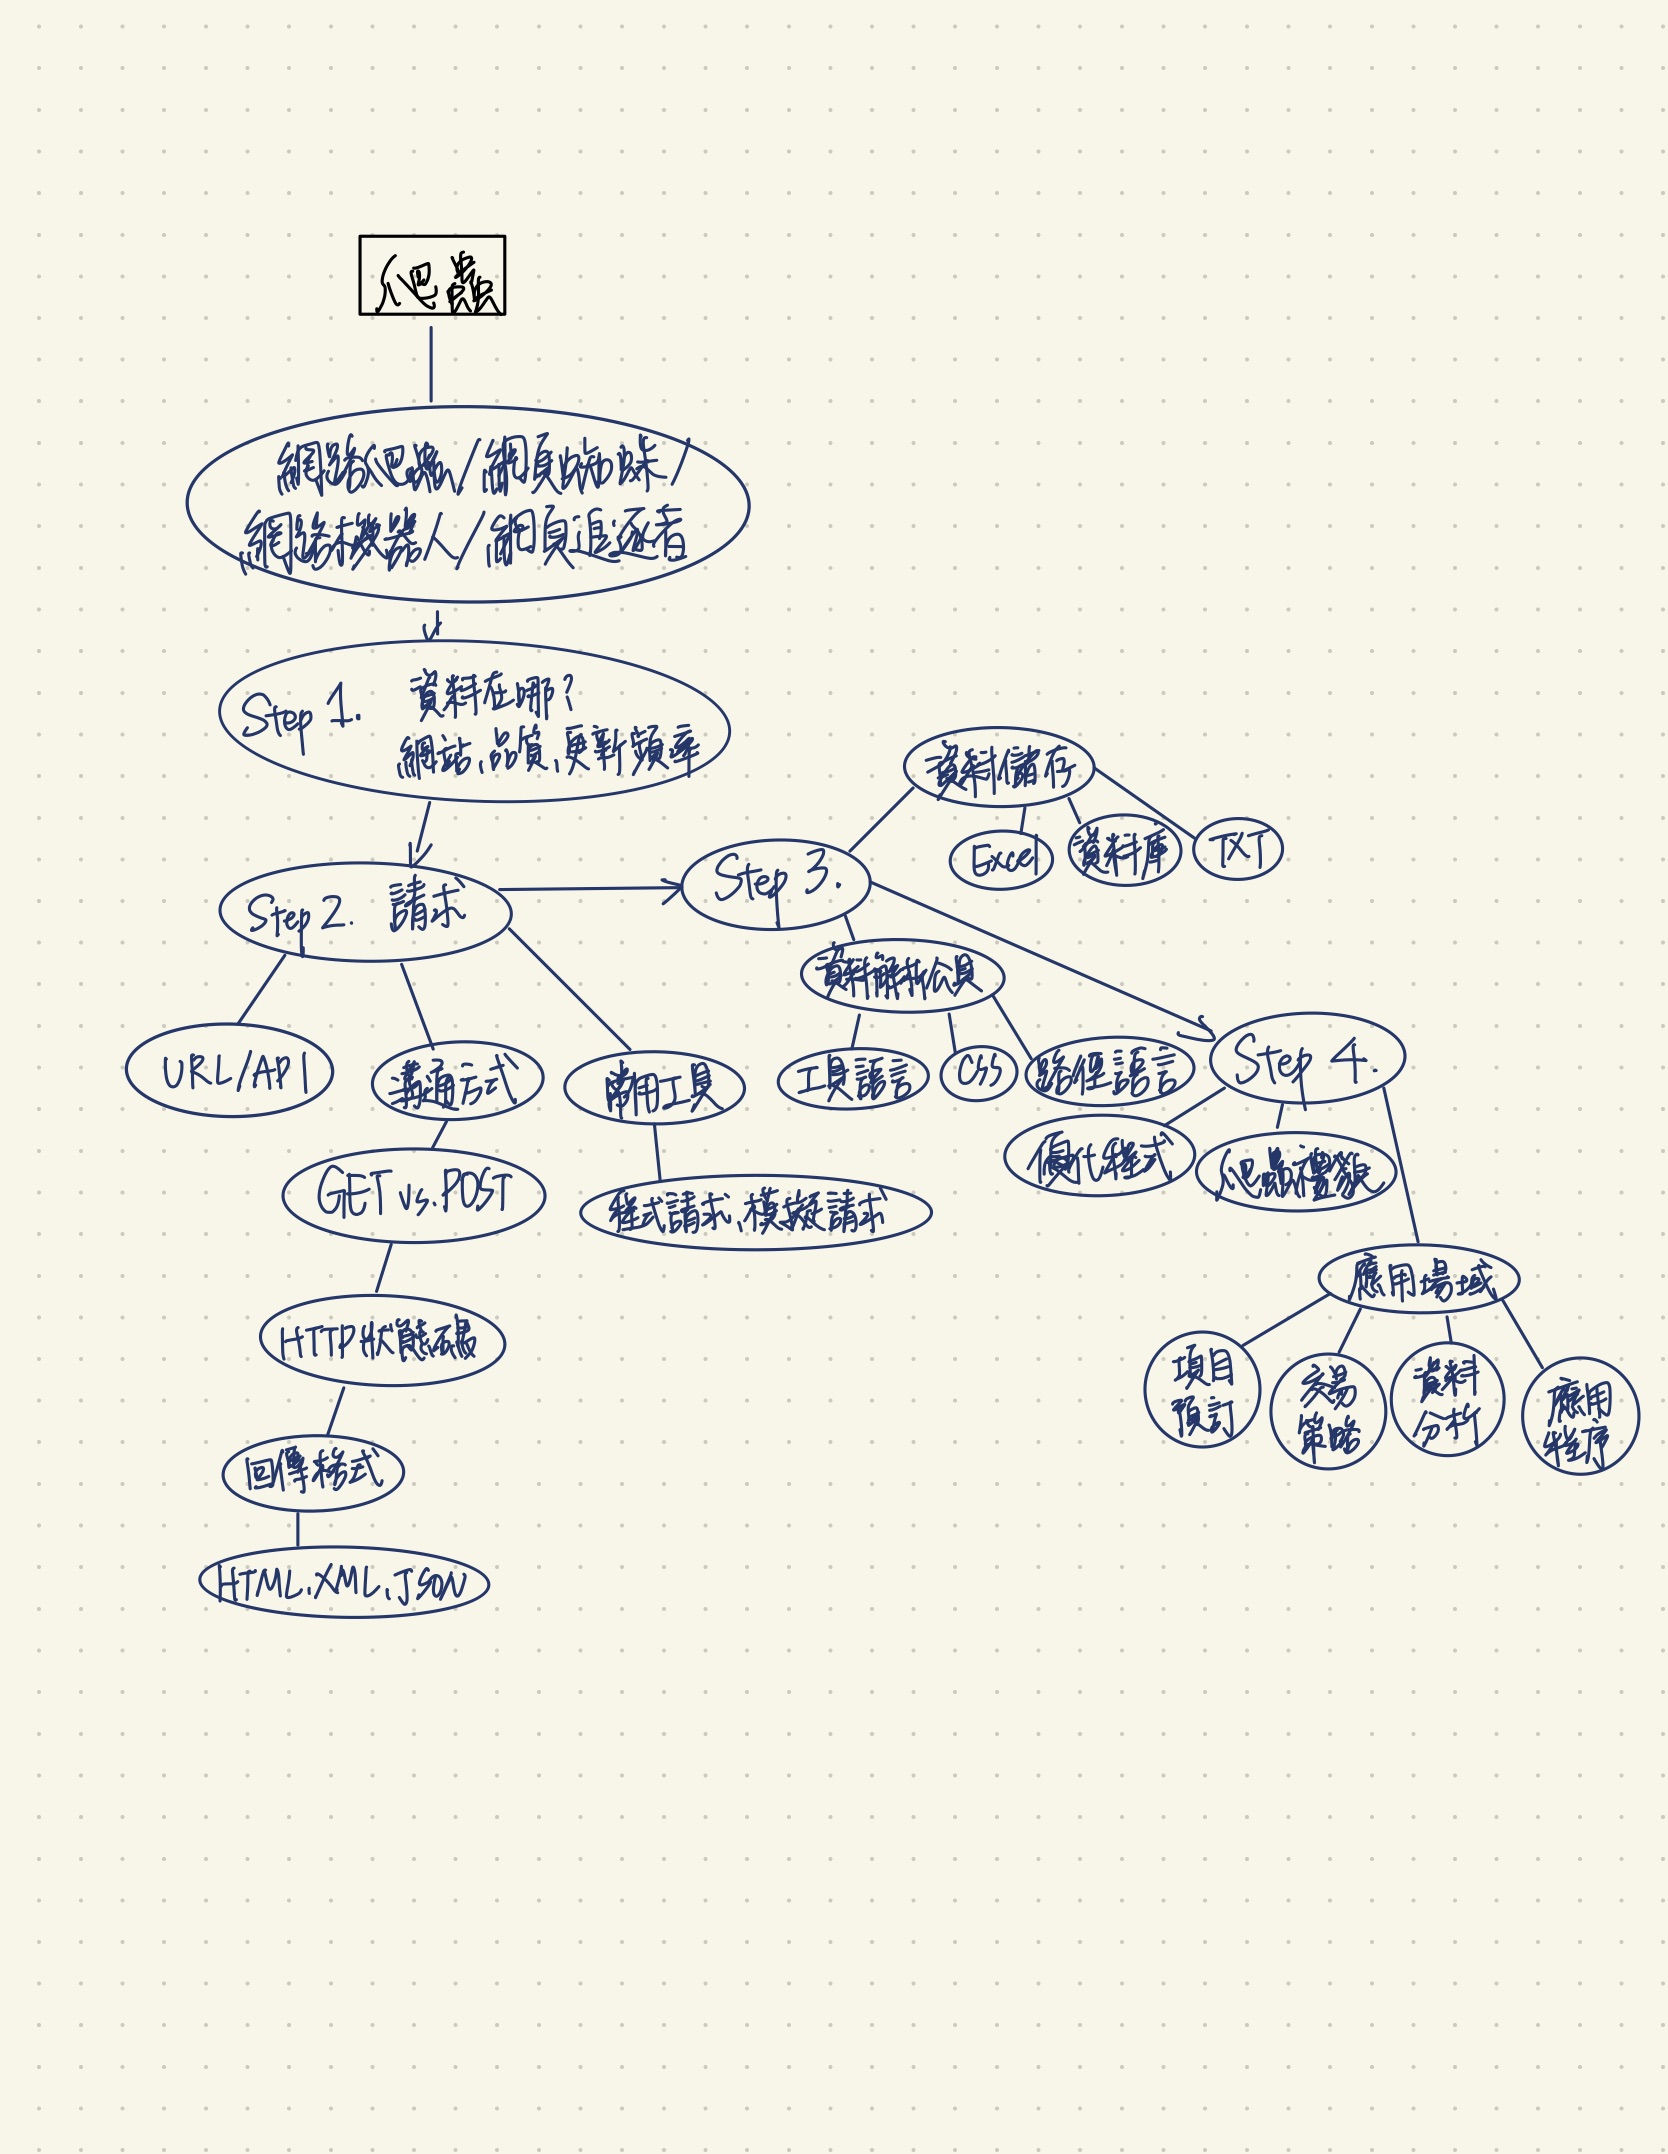 爬蟲
網路爬蟲/網頁蜘蛛/
網路機器人/網頁追逐者
Step 1. 資料在哪?
網站、品質、更新頻率
Step 2. 請求
URL/API
溝通方式
GET vs. POST
HTTP狀態碼
回傳格式
HTML、XML、JSON
常用工具
程式請求、模擬請求
Step 3.
資料儲存
Excel
資料庫
TXT
資料解析公具
工具語言
CSS
路徑語言
Step 4.
優化程式
爬蟲禮貌
應用場域
項目
預訂
交易
策略
資料
分析
應用
程序